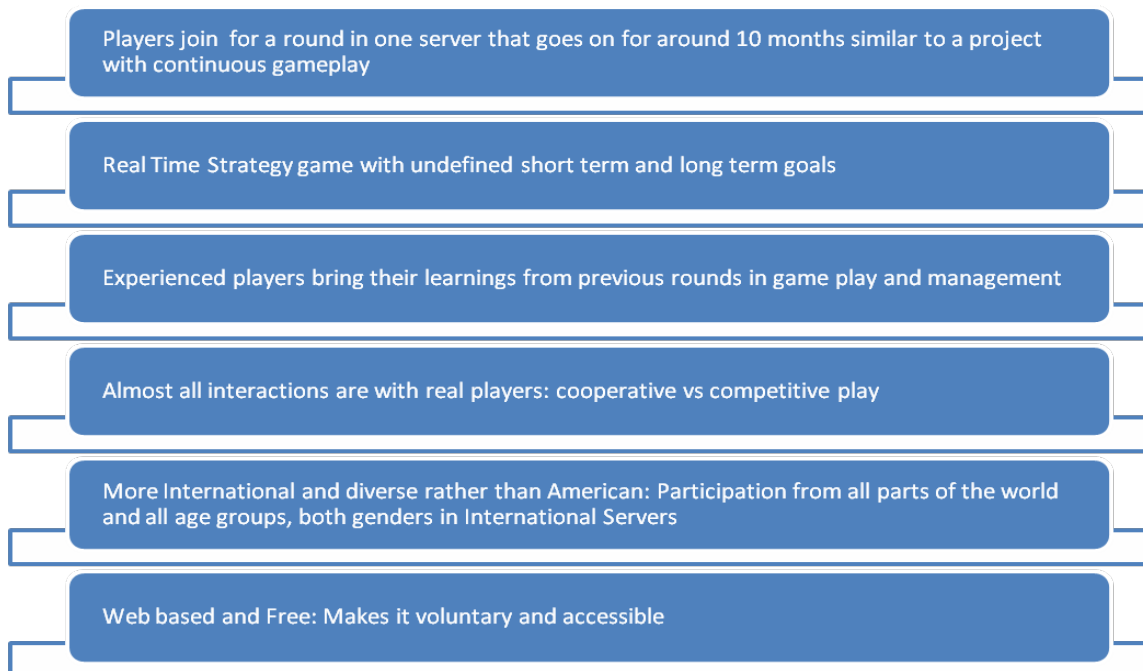 Players join  for a round in one server that goes on for around 10 months similar to a project
with continuous gameplay
Real Time Strategy game with undefined short term and long term goals
Experienced players bring their learnings from previous rounds in game play and management
Almost all interactions are with real players: cooperative vs competitive play
More International and diverse rather than American: Participation from all parts of the world
and all age groups, both genders in International Servers
Web based and Free: Makes it voluntary and accessible